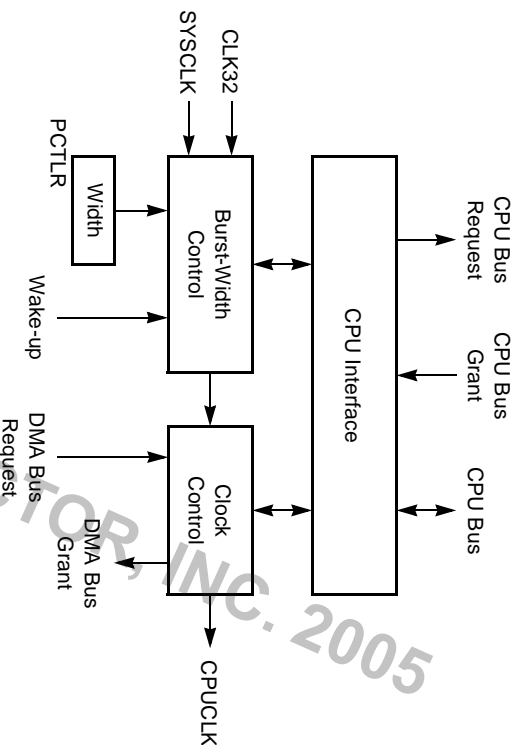 CPU Bus
Request
CPU Bus
Grant
CPU Bus
CPU Interface
CLK32
SYSCLK
Burst-Width
Control
Clock
Control
CPUCLK
Width
PCTLR
Wake-up
DMA Bus
Request
DMA Bus
Grant
CTOR, INC. 2005